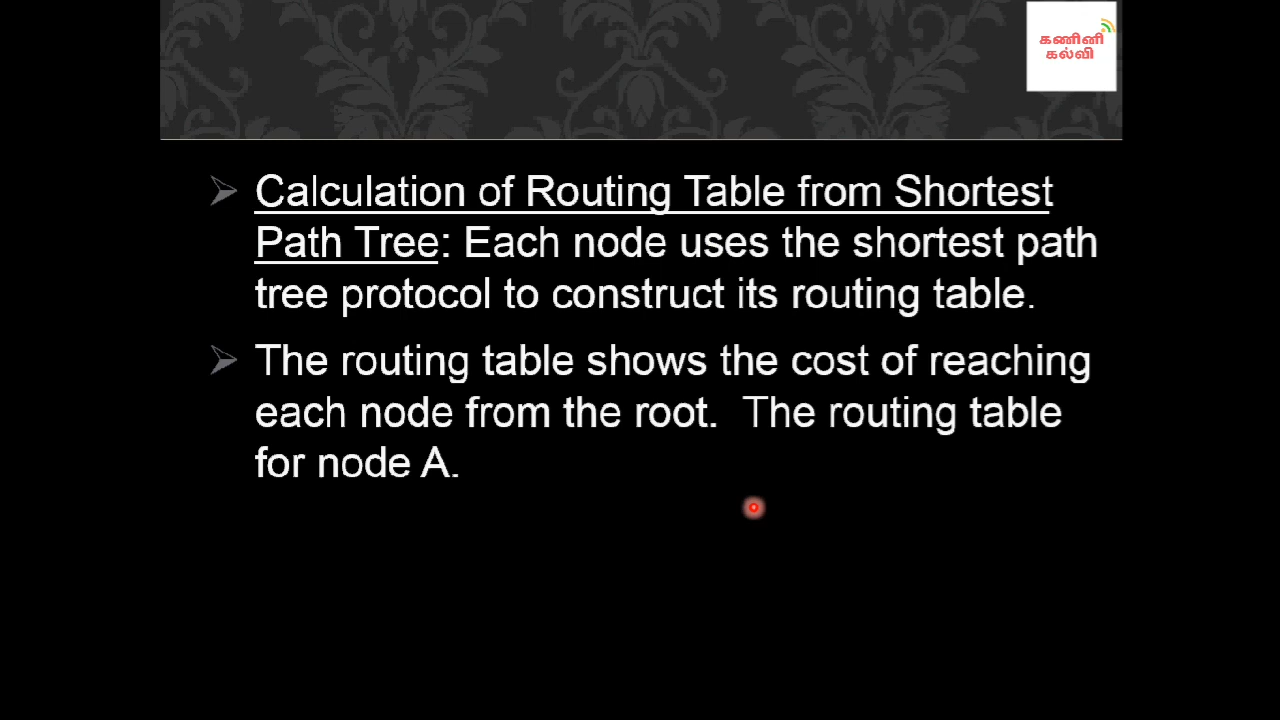 கணினி
கல்வி
Calculation of Routing Table from Shortest
Path Tree: Each node uses the shortest path
tree protocol to construct its routing table.
The routing table shows the cost of reaching
each node from the root.  The routing table
for node A.